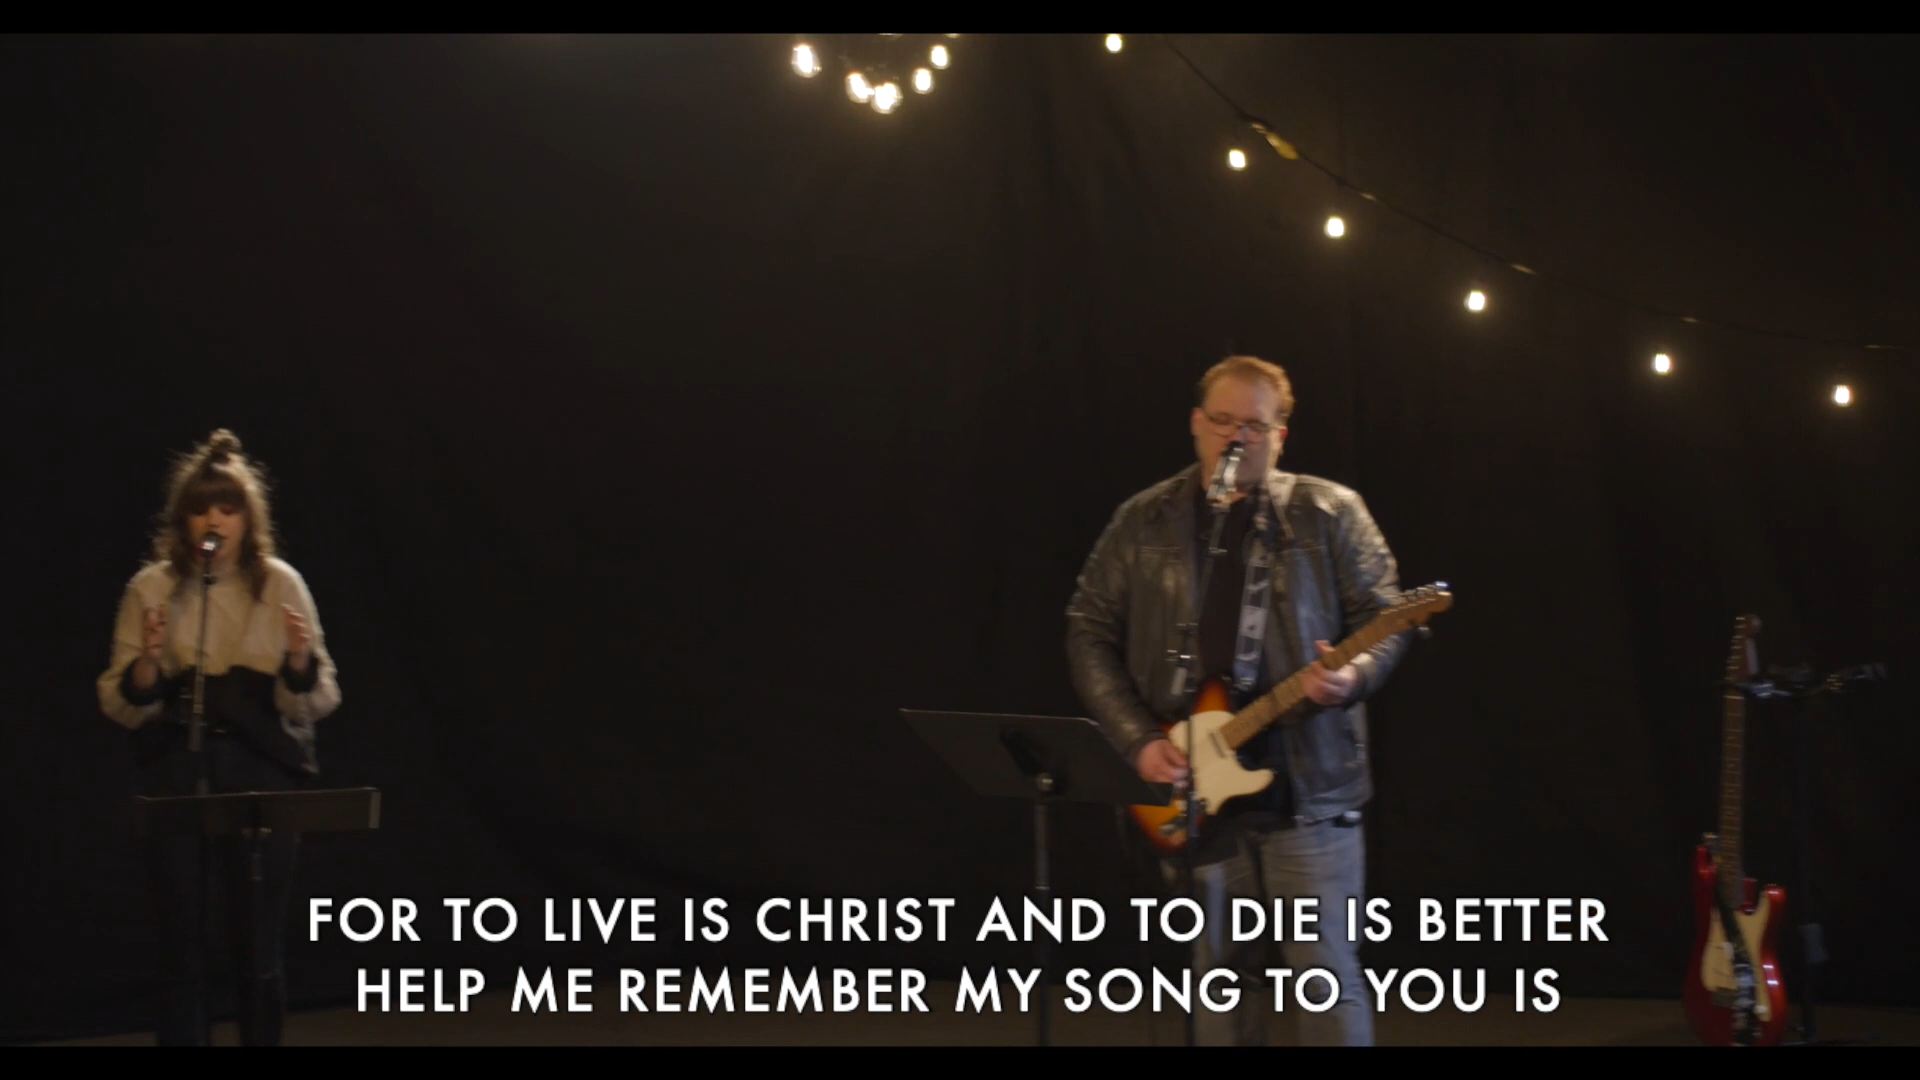 FOR TO LIVE IS CHRIST AND TO DIE IS BETTER
HELP ME REMEMBER MY SONG TO YOU IS